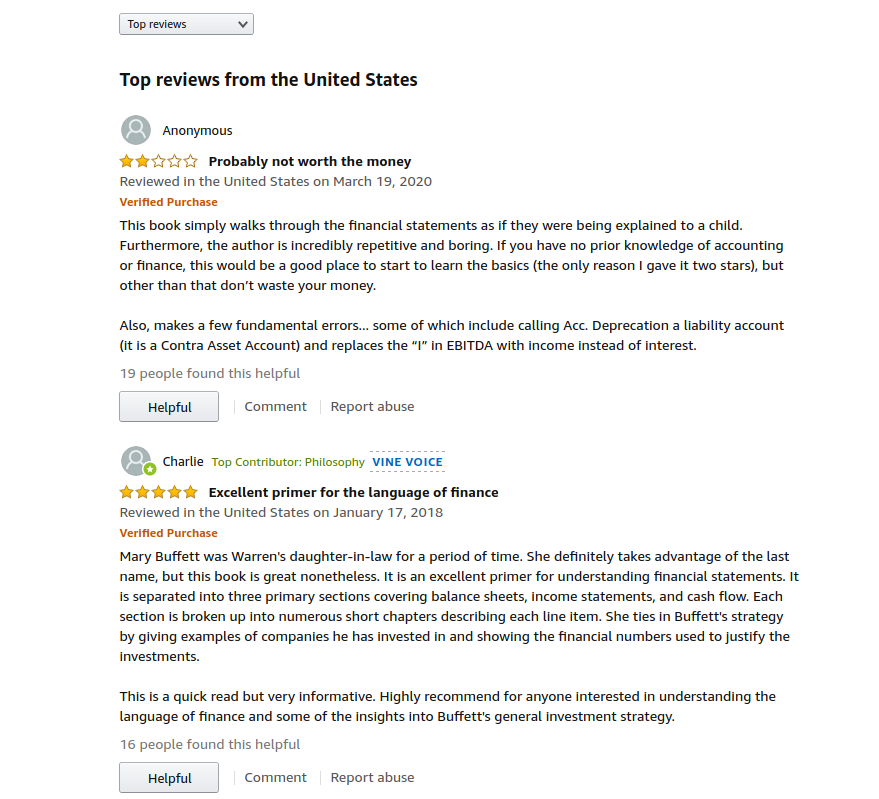 Top reviews
Top reviews from the United States
Anonymous
Probably not worth the money
Reviewed in the United States on March 19, 2020
Verified Purchase
This book simply walks through the financial statements as if they were being explained to a child.
Furthermore, the author is incredibly repetitive and boring. If you have no prior knowledge of accounting
or finance, this would be a good place to start to learn the basics (the only reason I gave it two stars), but
other than that don’t waste your money.
Also, makes a few fundamental errors... some of which include calling Acc. Deprecation a liability account
(it is a Contra Asset Account) and replaces the “I” in EBITDA with income instead of interest.
19 people found this helpful
Helpful Comment Report abuse
Charlie Top Contributor: Philosophy VINE VOICE
Excellent primer for the language of finance
Reviewed in the United States on January 17, 2018
Verified Purchase
Mary Buffett was Warren's daughter-in-law for a period of time. She definitely takes advantage of the last
name, but this book is great nonetheless. It is an excellent primer for understanding financial statements. It
is separated into three primary sections covering balance sheets, income statements, and cash flow. Each
section is broken up into numerous short chapters describing each line item. She ties in Buffett's strategy
by giving examples of companies he has invested in and showing the financial numbers used to justify the
investments.
This is a quick read but very informative. Highly recommend for anyone interested in understanding the
language of finance and some of the insights into Buffett's general investment strategy.
16 people found this helpful
Helpful Comment Report abuse